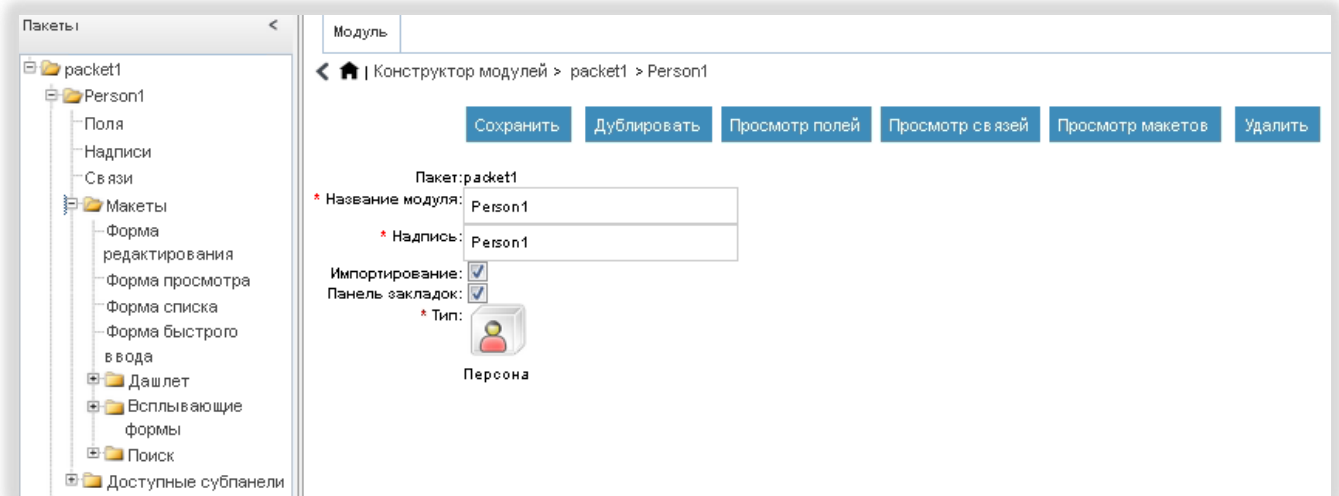 Пакеты <
packet1
Person1
Поля
Надписи
Связи
Макеты
Форма
редактирования
Форма просмотра
Форма списка
Форма быстрого
ввода
Дашлет
Всплывающие
формы
Поиск
Доступные субпанели
Модуль
| Конструктор модулей > packet1 > Person1
Сохранить Дублировать Просмотр полей Просмотр связей Просмотр макетов Удалить
Пакет:packet1
* Название модуля: Person1
* Надпись: Person1
Импортирование:
Панель закладок:
* Тип:
Персона